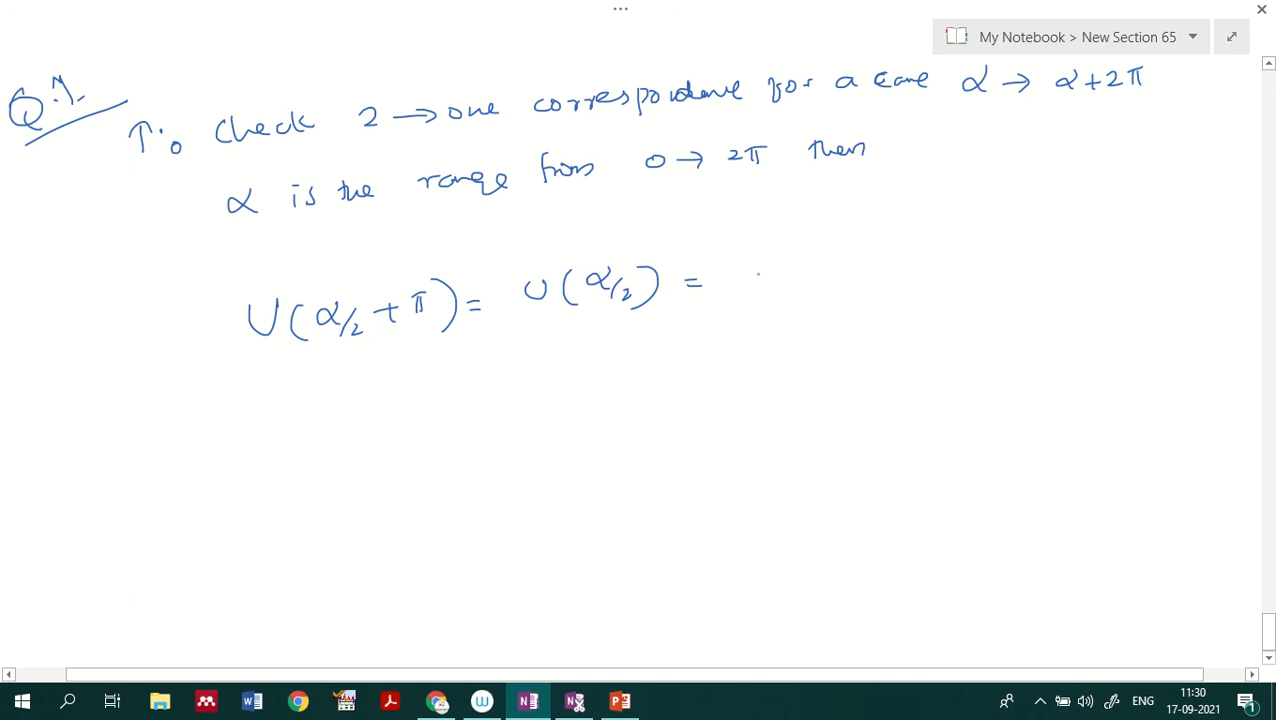 ...
My Notebook > New Section 65
Q.1.
To check 2 → one correspondence for a case α → α + 2π
α is the range from 0 → 2π then
U(α/2 + π) = U(α/2) =
ENG
11:30
17-09-2021
1